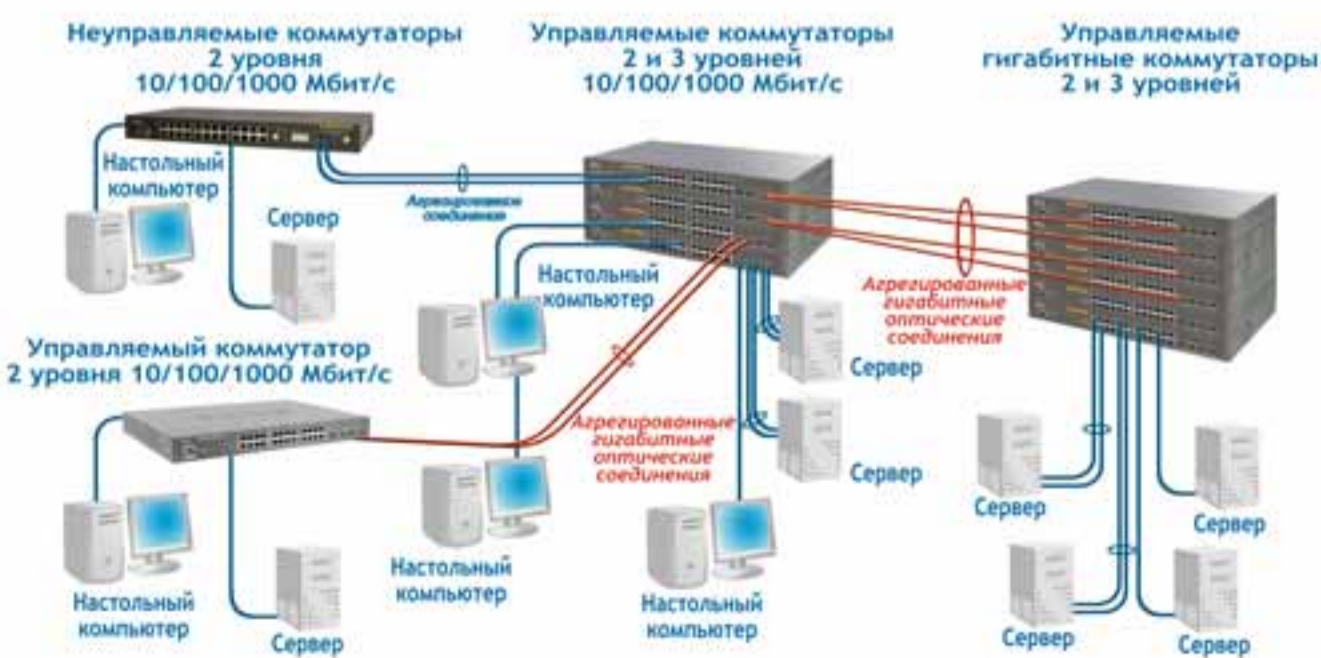 Неуправляемые коммутаторы
2 уровня
10/100/1000 Мбит/с
Управляемые коммутаторы
2 и 3 уровней
10/100/1000 Мбит/с
Управляемые
гигабитные коммутаторы
2 и 3 уровней
Настольный
компьютер
Сервер
Агрегированное
соединения
Настольный
компьютер
Агрегированные
гигабитные
оптические
соединения
Сервер
Управляемый коммутатор
2 уровня 10/100/1000 Мбит/с
Агрегированные
гигабитные
оптические
соединения
Сервер
Сервер
Сервер
Настольный
компьютер
Сервер
Настольный
компьютер
Настольный
компьютер
Сервер
Сервер